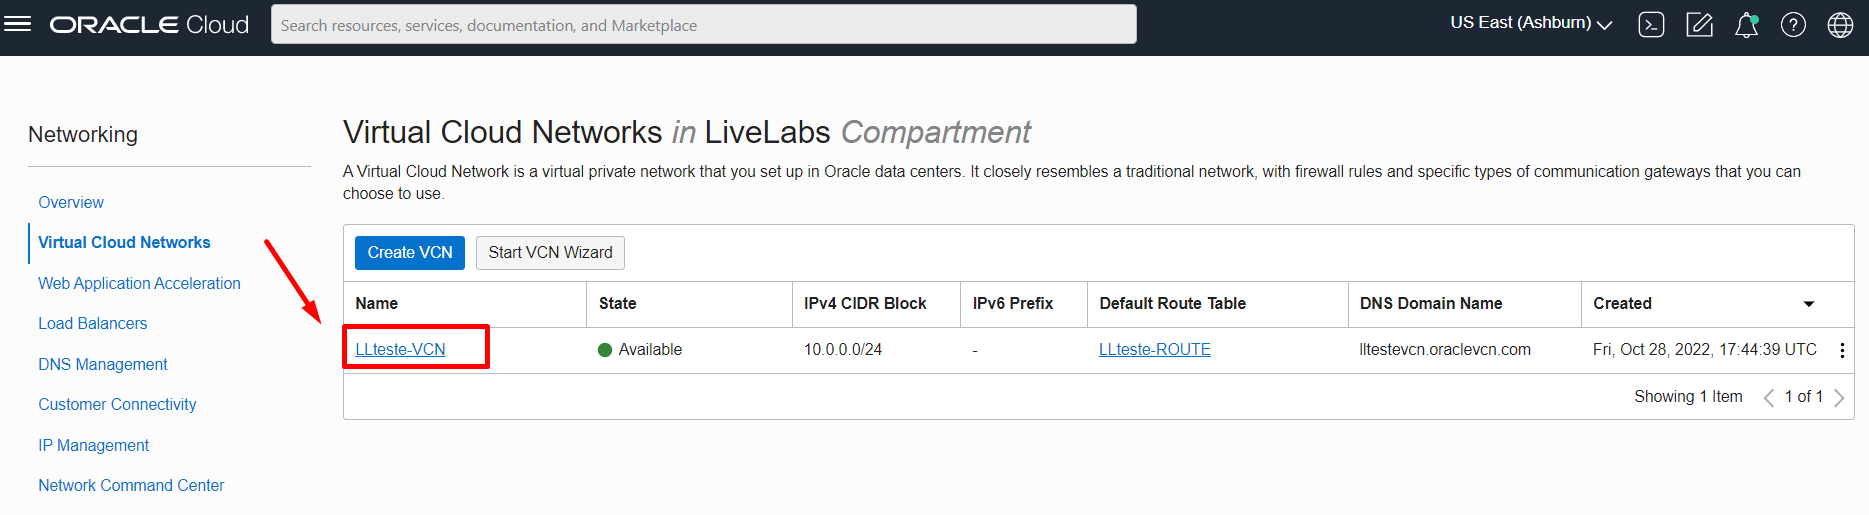 ORACLE Cloud
Search resources, services, documentation, and Marketplace
US East (Ashburn)
Networking
Overview
Virtual Cloud Networks
Web Application Acceleration
Load Balancers
DNS Management
Customer Connectivity
IP Management
Network Command Center
Virtual Cloud Networks in LiveLabs Compartment
A Virtual Cloud Network is a virtual private network that you set up in Oracle data centers. It closely resembles a traditional network, with firewall rules and specific types of communication gateways that you can
choose to use.
Create VCN Start VCN Wizard
Name State IPv4 CIDR Block IPv6 Prefix Default Route Table DNS Domain Name Created
LLteste-VCN Available 10.0.0.0/24 - LLteste-ROUTE lltestevcn.oraclevcn.com Fri, Oct 28, 2022, 17:44:39 UTC
Showing 1 Item 1 of 1